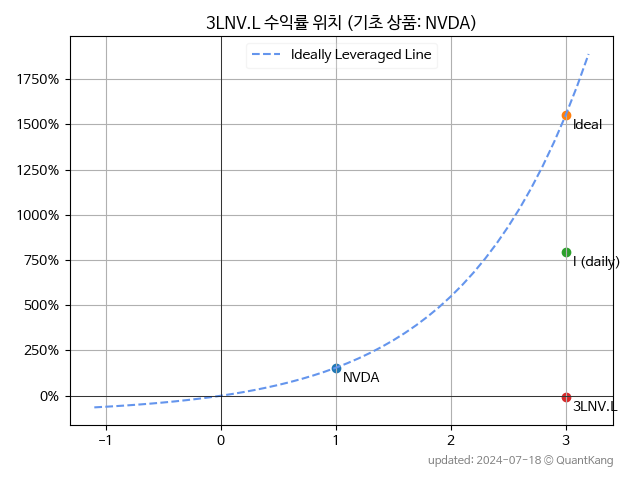 3LNV.L 수익률 위치 (기초 상품: NVDA)
Ideally Leveraged Line
1750%
1500%
1250%
1000%
750%
500%
250%
0%
Ideal
I (daily)
NVDA
3LNV.L
−1
0
1
2
3
updated: 2024-07-18 © QuantKang